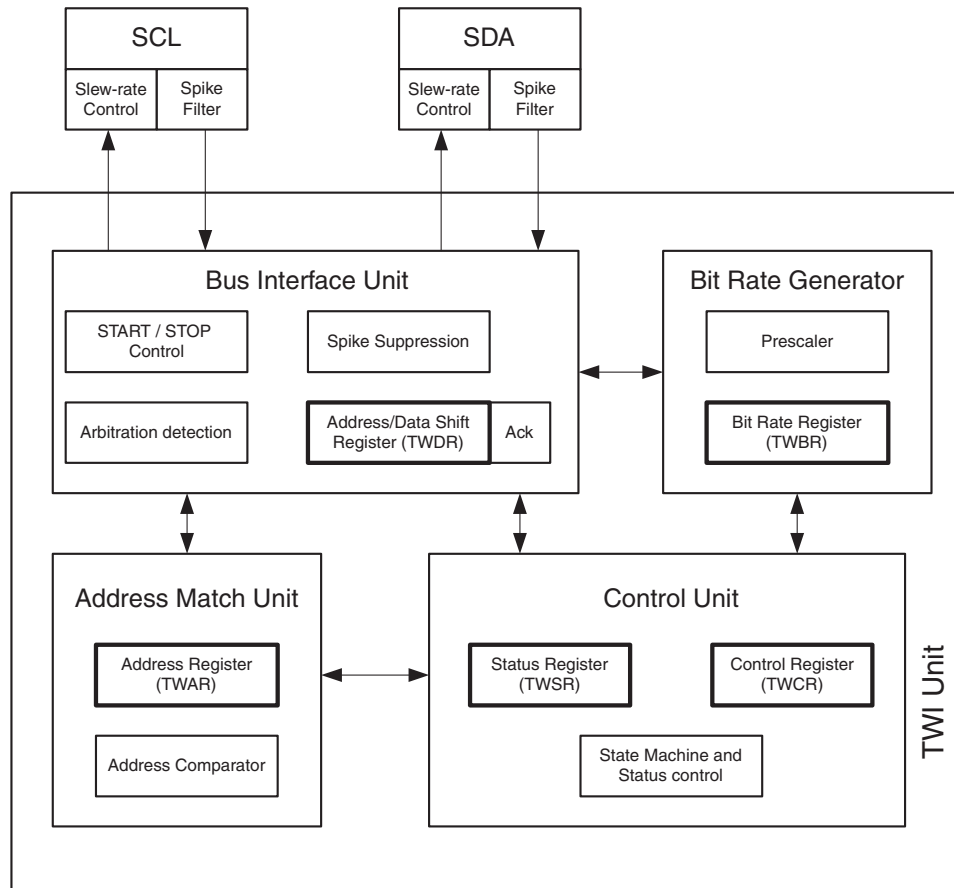 SCL
Slew-rate
Control
Spike
Filter
SDA
Slew-rate
Control
Spike
Filter
Bus Interface Unit
START / STOP
Control
Spike Suppression
Arbitration detection
Address/Data Shift
Register (TWDR)
Ack
Bit Rate Generator
Prescaler
Bit Rate Register
(TWBR)
Address Match Unit
Address Register
(TWAR)
Address Comparator
Control Unit
Status Register
(TWSR)
Control Register
(TWCR)
State Machine and
Status control
TWI Unit